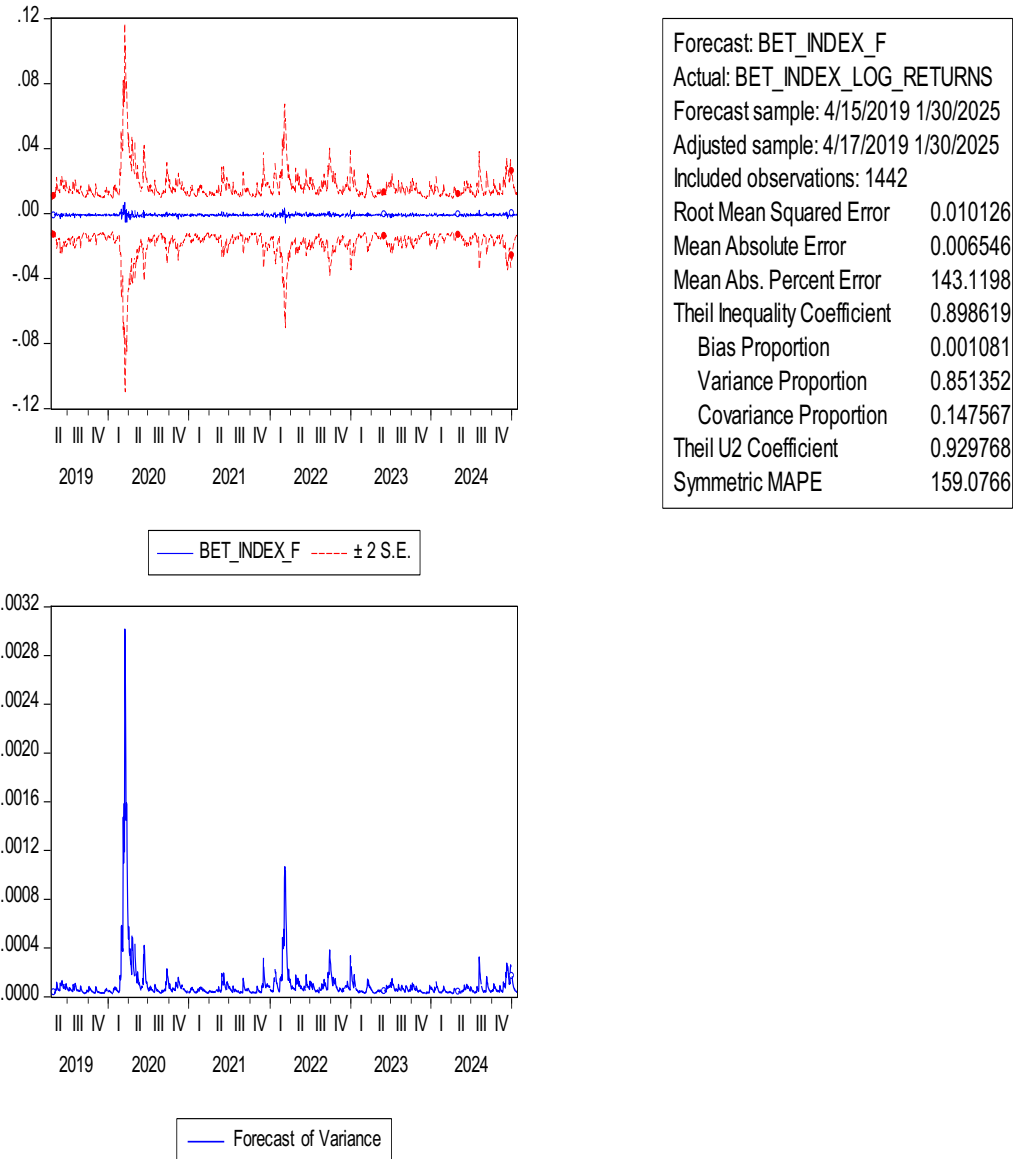 .12
.08
.04
.00
-.04
-.08
-.12
II III IV I II III IV I II III IV I II III IV I II III IV I II III IV
2019 2020 2021 2022 2023 2024
BET_INDEX_F ± 2 S.E.
Forecast: BET_INDEX_F
Actual: BET_INDEX_LOG_RETURNS
Forecast sample: 4/15/2019 1/30/2025
Adjusted sample: 4/17/2019 1/30/2025
Included observations: 1442
Root Mean Squared Error 0.010126
Mean Absolute Error 0.006546
Mean Abs. Percent Error 143.1198
Theil Inequality Coefficient 0.898619
Bias Proportion 0.001081
Variance Proportion 0.851352
Covariance Proportion 0.147567
Theil U2 Coefficient 0.929768
Symmetric MAPE 159.0766
.0032
.0028
.0024
.0020
.0016
.0012
.0008
.0004
.0000
II III IV I II III IV I II III IV I II III IV I II III IV I II III IV
2019 2020 2021 2022 2023 2024
Forecast of Variance